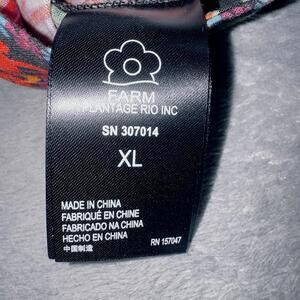 FARM
PLANTAGE RIO INC
SN 307014
XL
MADE IN CHINA
FABRIQUÉ EN CHINE
FABRICADO NA CHINA
HECHO EN CHINA
中国制造
RN 157047